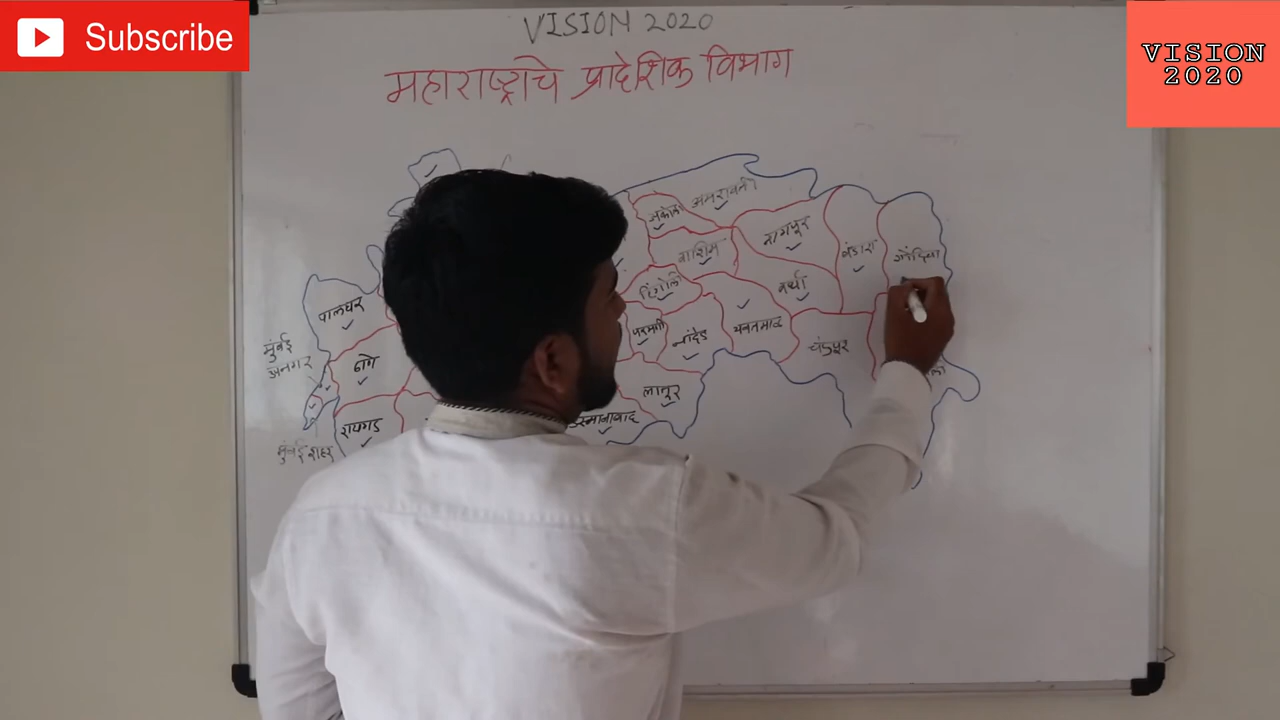 Subscribe
VISION 2020
VISION
2020
महाराष्ट्राचे प्रादेशिक विभाग
अकोला
अमरावती
वाशिम
नागपूर
भंडारा
गोंदिया
हिंगोली
वर्धा
पालघर
परभणी
नांदेड
यवतमाळ
चंद्रपूर
मुंबई
उपनगर
ठाणे
लातूर
उस्मानाबाद
रायगड
मुंबई शहर